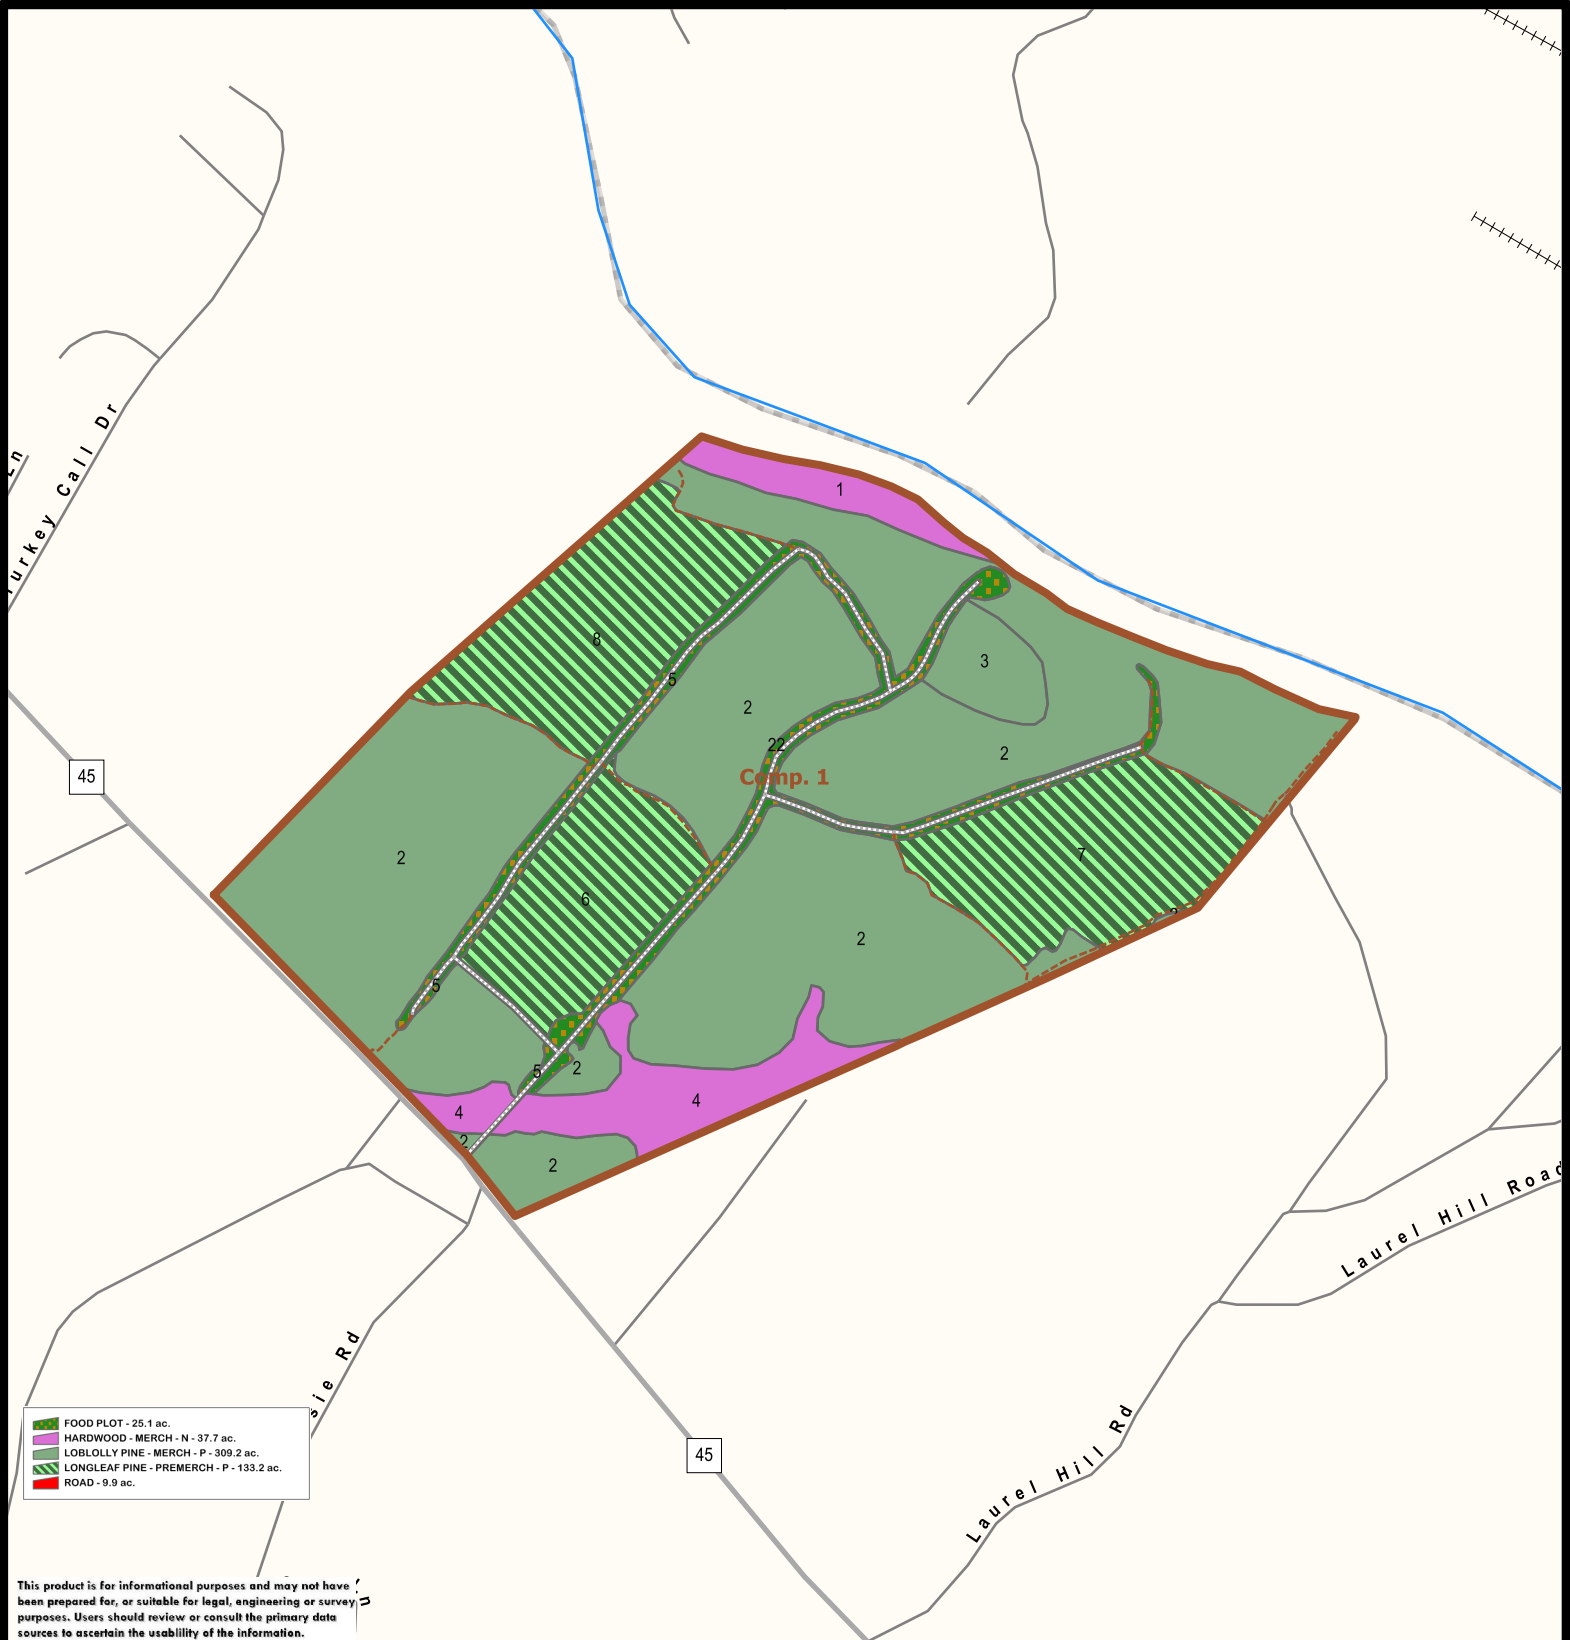 Turkey Call Dr
Ln
1
8
3
5
2
22
2
Comp. 1
45
2
7
6
2
2
5
5
2
4
4
2
2
Laurel Hill Road
sie Rd
Laurel Hill Rd
45
FOOD PLOT - 25.1 ac.
HARDWOOD - MERCH - N - 37.7 ac.
LOBLOLLY PINE - MERCH - P - 309.2 ac.
LONGLEAF PINE - PREMERCH - P - 133.2 ac.
ROAD - 9.9 ac.
This product is for informational purposes and may not have
been prepared for, or suitable for legal, engineering or survey
purposes. Users should review or consult the primary data
sources to ascertain the usablility of the information.